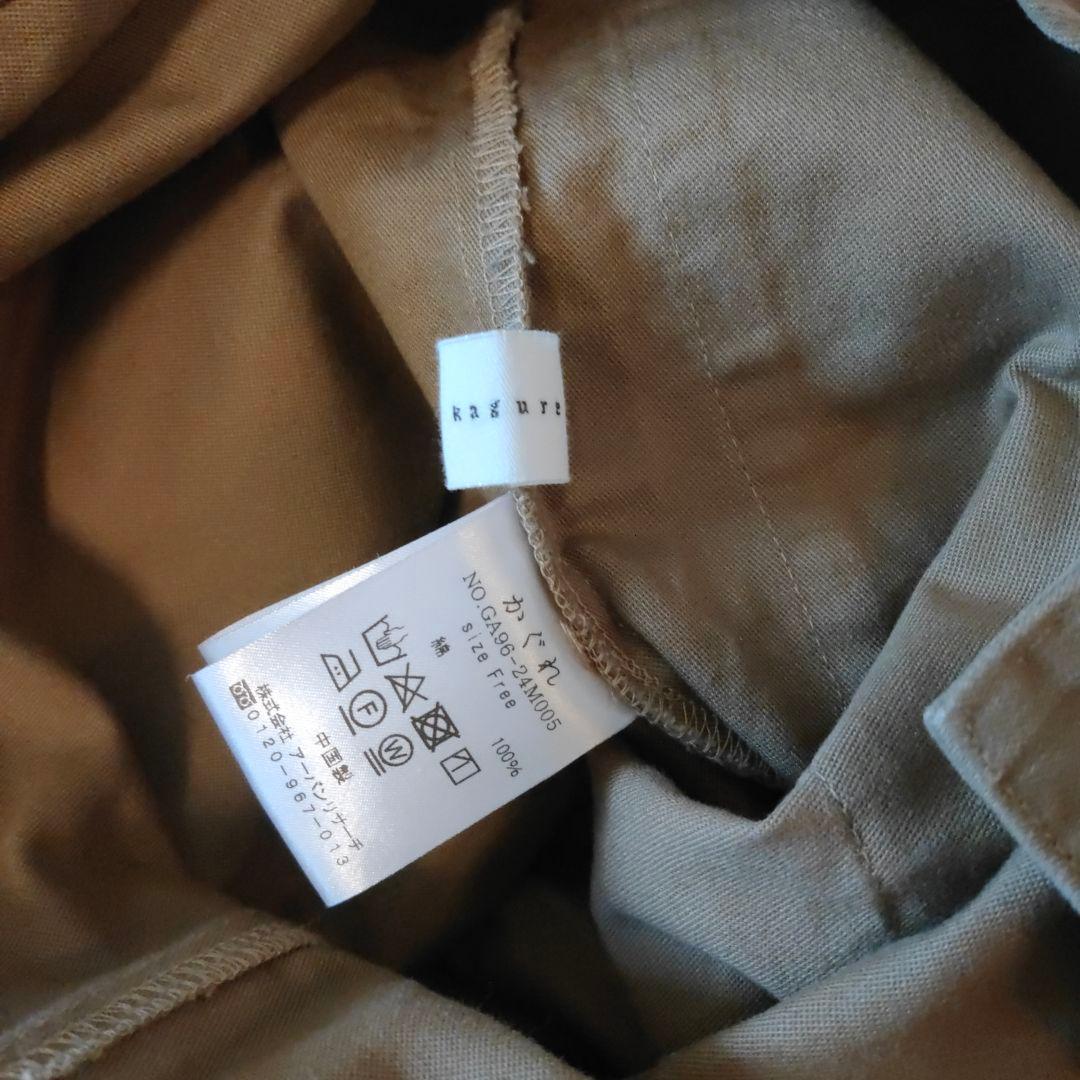 kagure
かぐれ
NO.GA96-24M005
size Free
綿 100%
F W
中国製
株式会社 アーバンリサーチ
0120-967-013